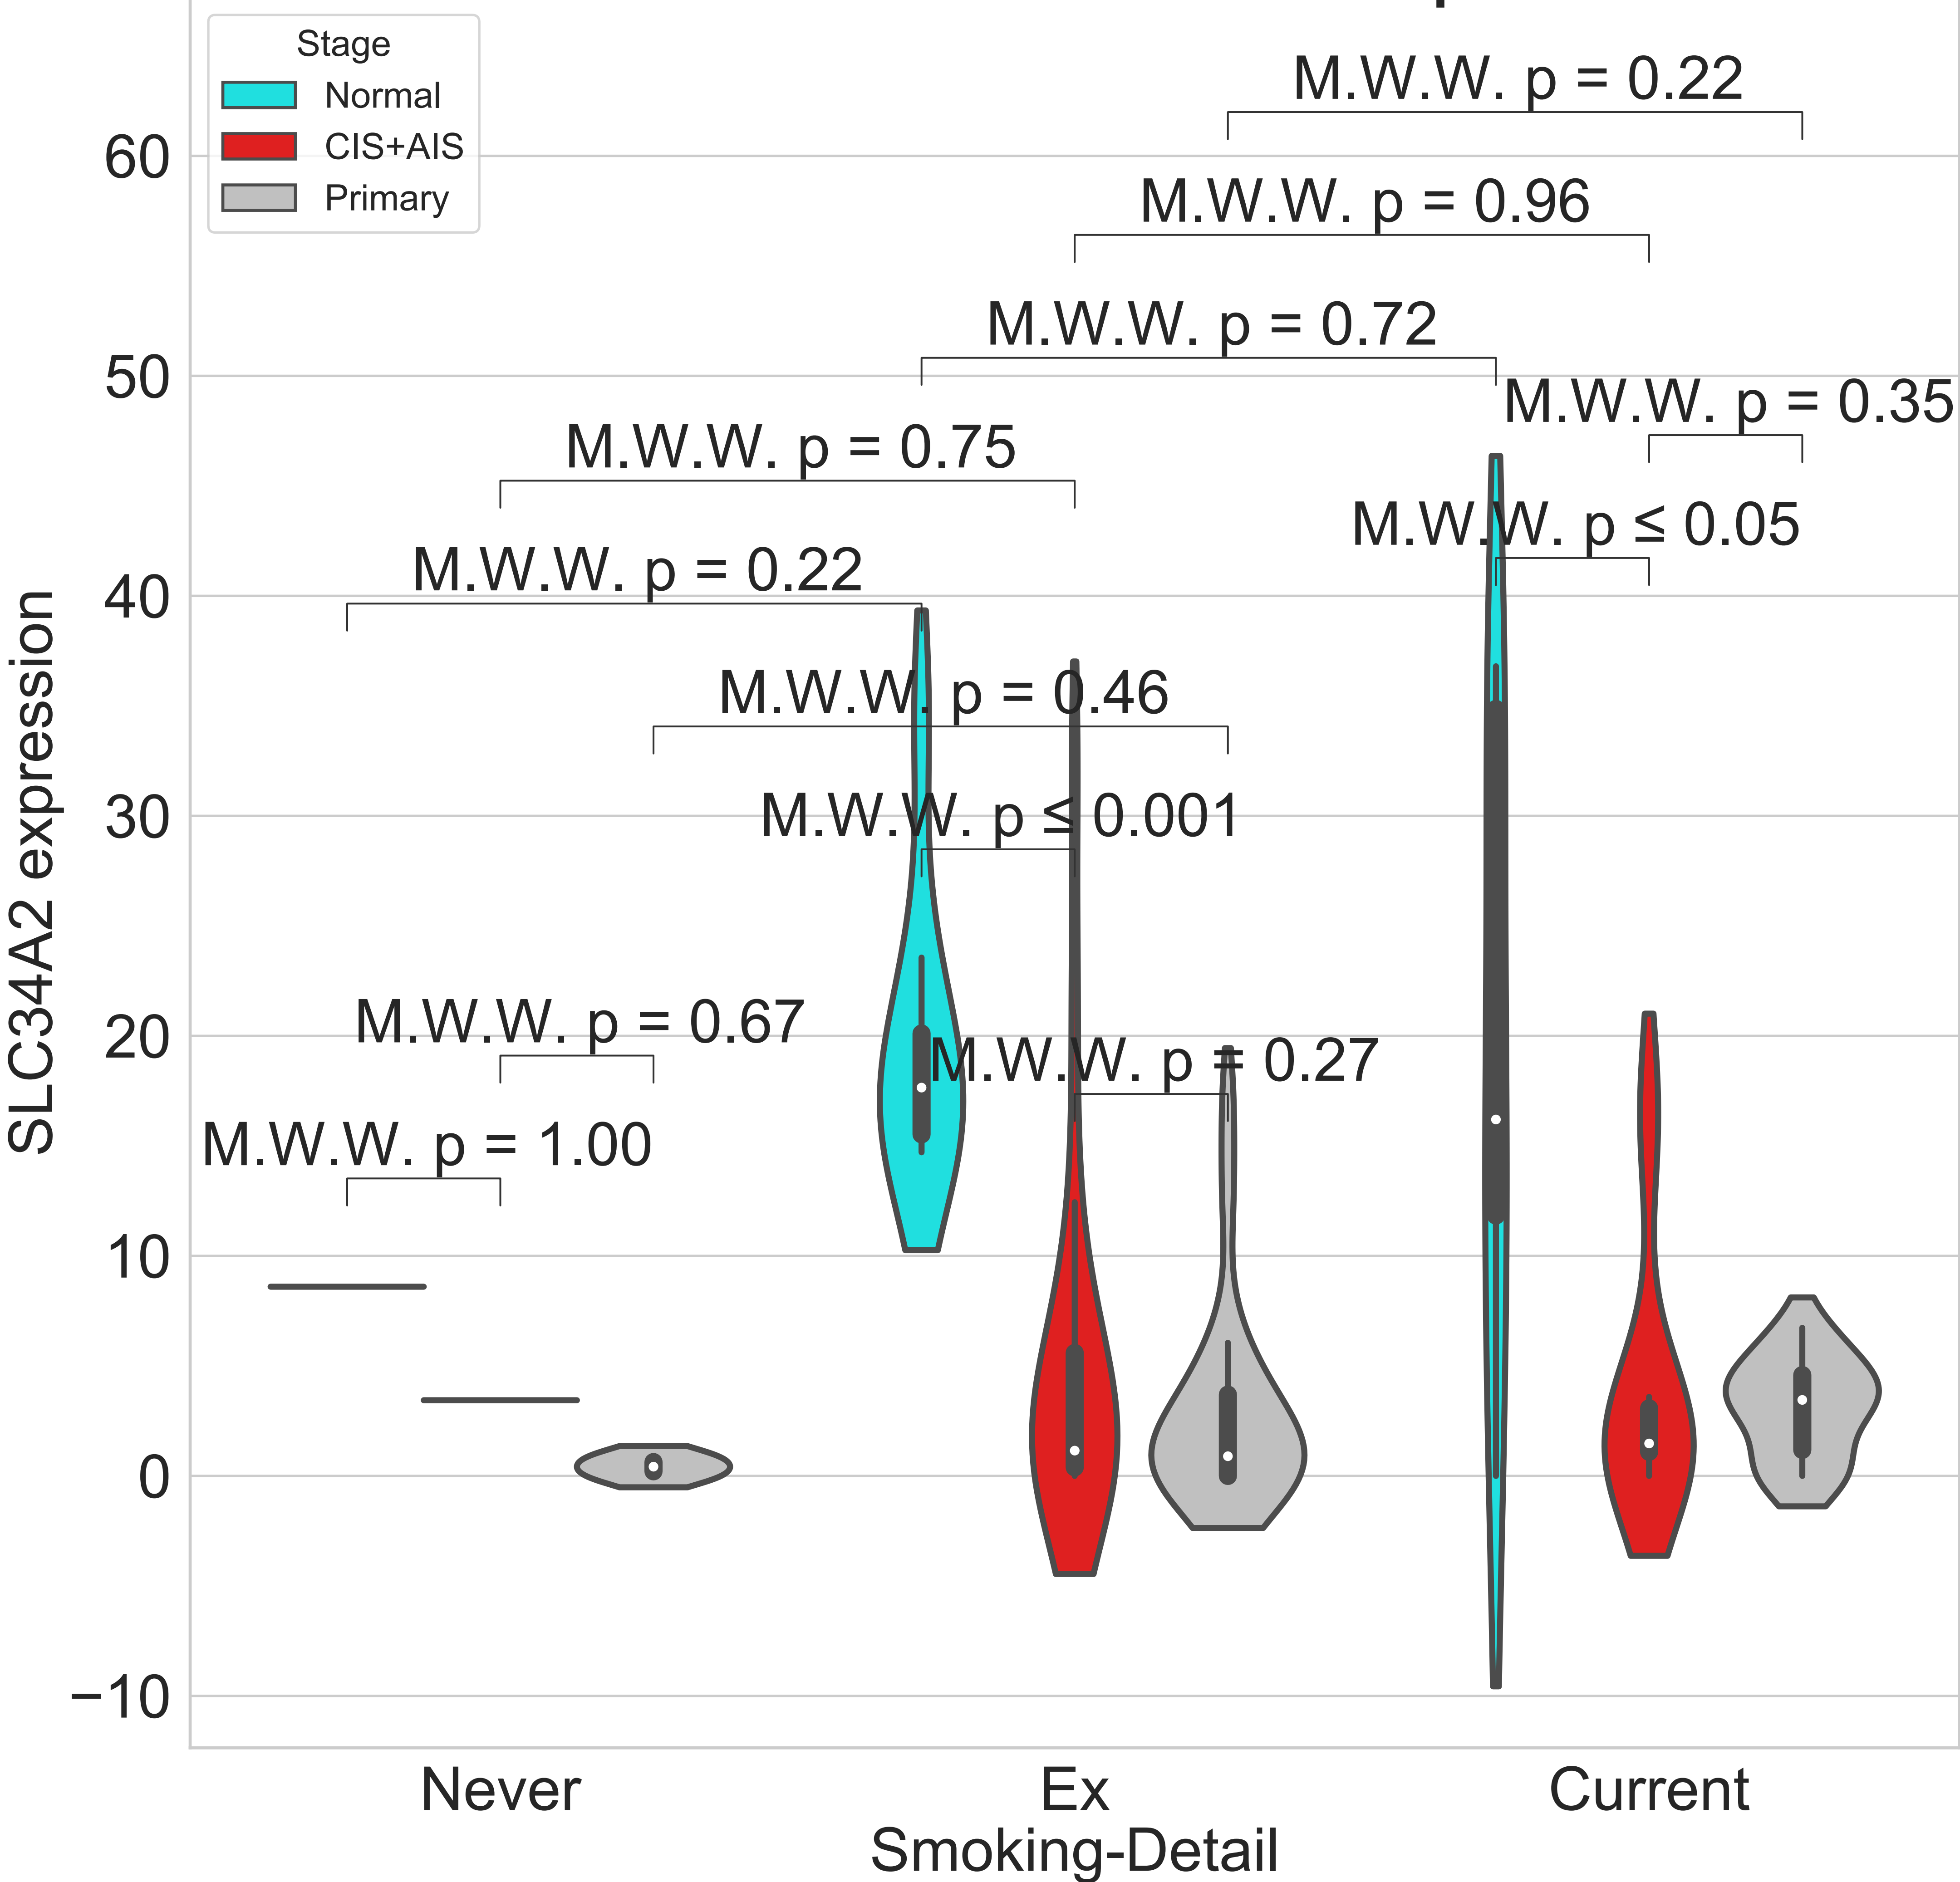 Stage
Normal
CIS+AIS
Primary
M.W.W. p = 0.22
M.W.W. p = 0.96
M.W.W. p = 0.72
M.W.W. p = 0.35
M.W.W. p = 0.75
M.W.W. p ≤ 0.05
M.W.W. p = 0.22
M.W.W. p = 0.46
M.W.W. p ≤ 0.001
M.W.W. p = 0.67
M.W.W. p = 0.27
M.W.W. p = 1.00
60
50
40
30
20
10
0
−10
SLC34A2 expression
Never
Ex
Current
Smoking-Detail